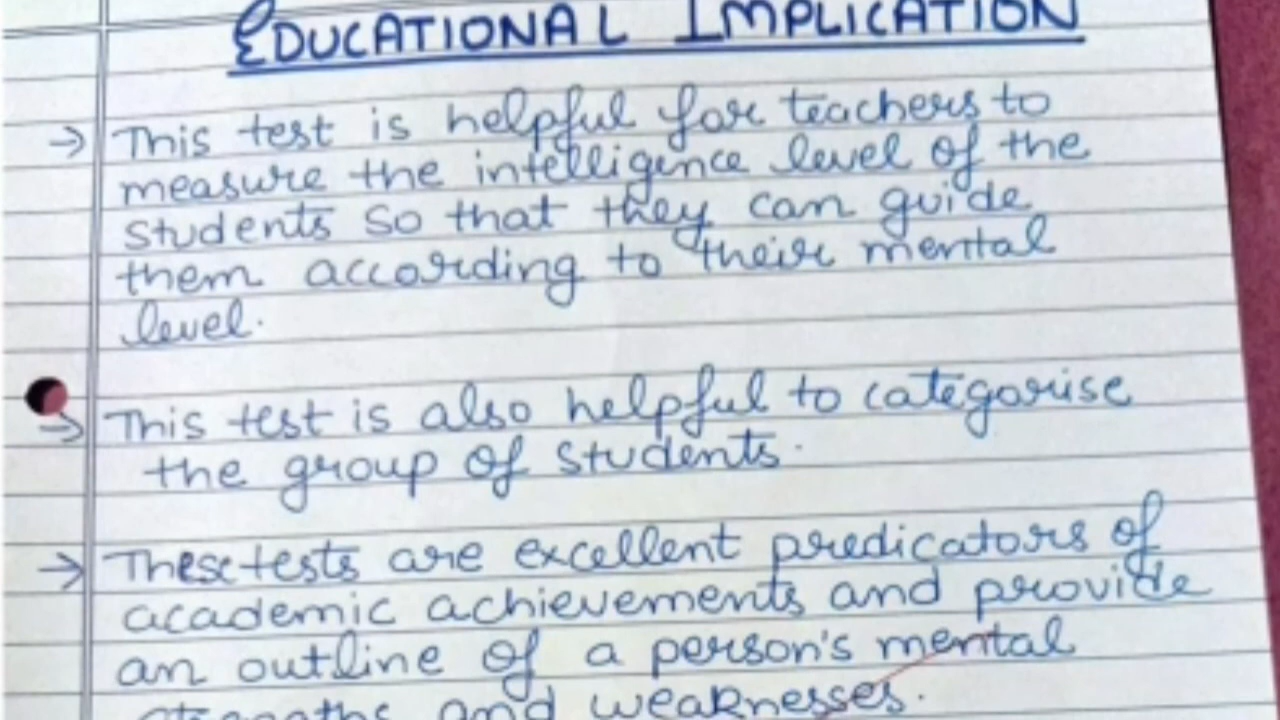 EDUCATIONAL IMPLICATION
→ This test is helpful for teachers to
measure the intelligence level of the
students so that they can guide
them according to their mental
level.
→ This test is also helpful to categorise
the group of students.
→ These tests are excellent predicators of
academic achievements and provide
an outline of a person's mental
strengths and weaknesses.